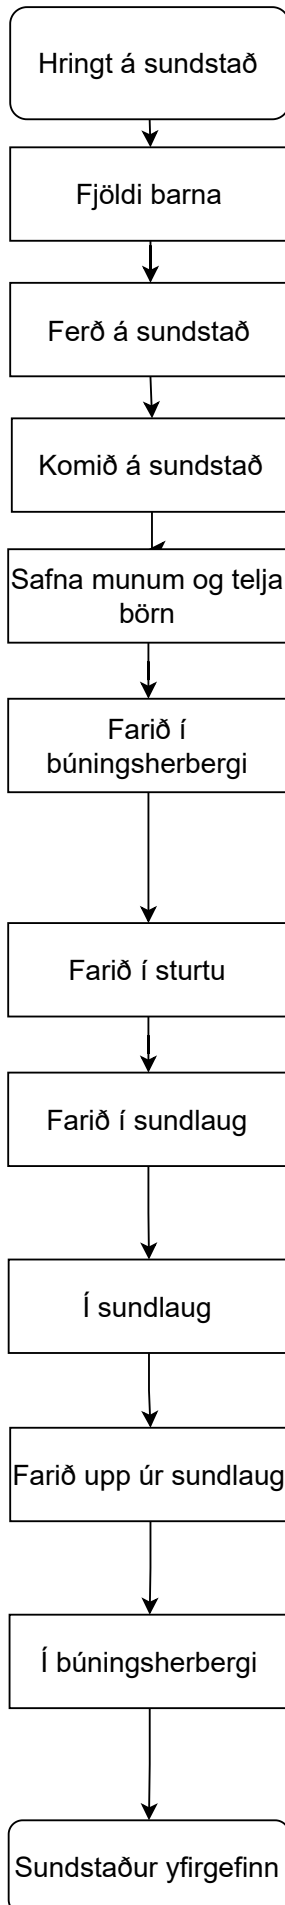 Hringt á sundstað
Fjöldi barna
Ferð á sundstað
Komið á sundstað
Safna munum og telja
börn
Farið í
búningsherbergi
Farið í sturtu
Farið í sundlaug
Í sundlaug
Farið upp úr sundlaug
Í búningsherbergi
Sundstaður yfirgefinn